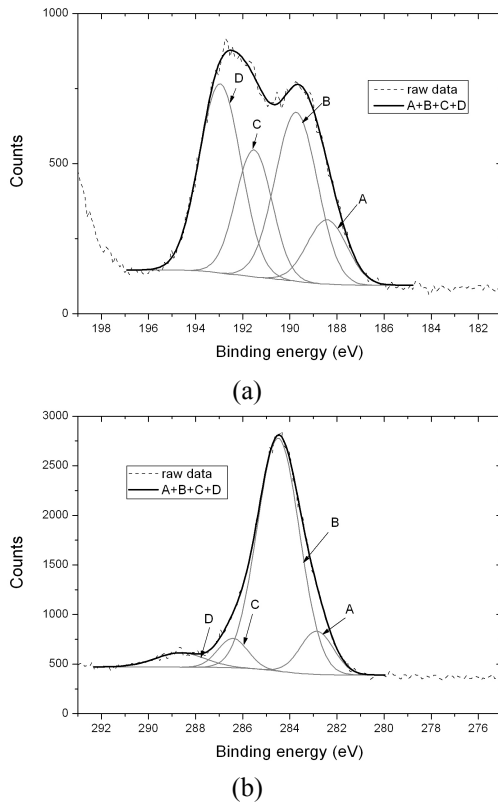 1000
500
0
Counts
D
C
B
A
raw data
A+B+C+D
198 196 194 192 190 188 186 184 182
Binding energy (eV)
(a)
3000
2500
2000
1500
1000
500
0
Counts
raw data
A+B+C+D
B
D
C
A
292 290 288 286 284 282 280 278 276
Binding energy (eV)
(b)